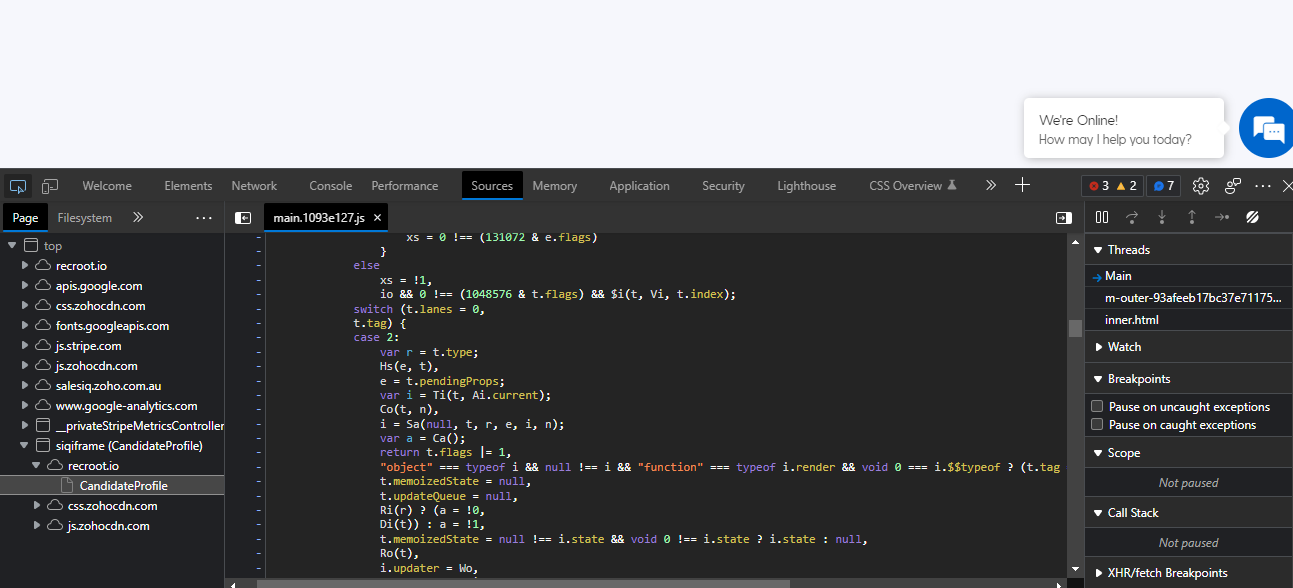 We're Online!
How may I help you today?
Welcome Elements Network Console Performance Sources Memory Application Security Lighthouse CSS Overview 3 2 7
Page Filesystem main.1093e127.js
top
recroot.io
apis.google.com
css.zohocdn.com
fonts.googleapis.com
js.stripe.com
js.zohocdn.com
salesiq.zoho.com.au
www.google-analytics.com
__privateStripeMetricsController
siqiframe (CandidateProfile)
recroot.io
CandidateProfile
css.zohocdn.com
js.zohocdn.com
xs = 0 !== (131072 & e.flags)
}
else
xs = !1,
io && 0 !== (1048576 & t.flags) && $i(t, Vi, t.index);
switch (t.lanes = 0,
t.tag) {
case 2:
var r = t.type;
Hs(e, t),
e = t.pendingProps;
var i = Ti(t, Ai.current);
Co(t, n),
i = Sa(null, t, r, e, i, n);
var a = Ca();
return t.flags |= 1,
"object" === typeof i && null !== i && "function" === typeof i.render && void 0 === i.$$typeof ? (t.tag
t.memoizedState = null,
t.updateQueue = null,
Ri(r) ? (a = !0,
Di(t)) : a = !1,
t.memoizedState = null !== i.state && void 0 !== i.state ? i.state : null,
Ro(t),
i.updater = Wo,
Threads
Main
m-outer-93afeeb17bc37e71175...
inner.html
Watch
Breakpoints
Pause on uncaught exceptions
Pause on caught exceptions
Scope
Not paused
Call Stack
Not paused
XHR/fetch Breakpoints